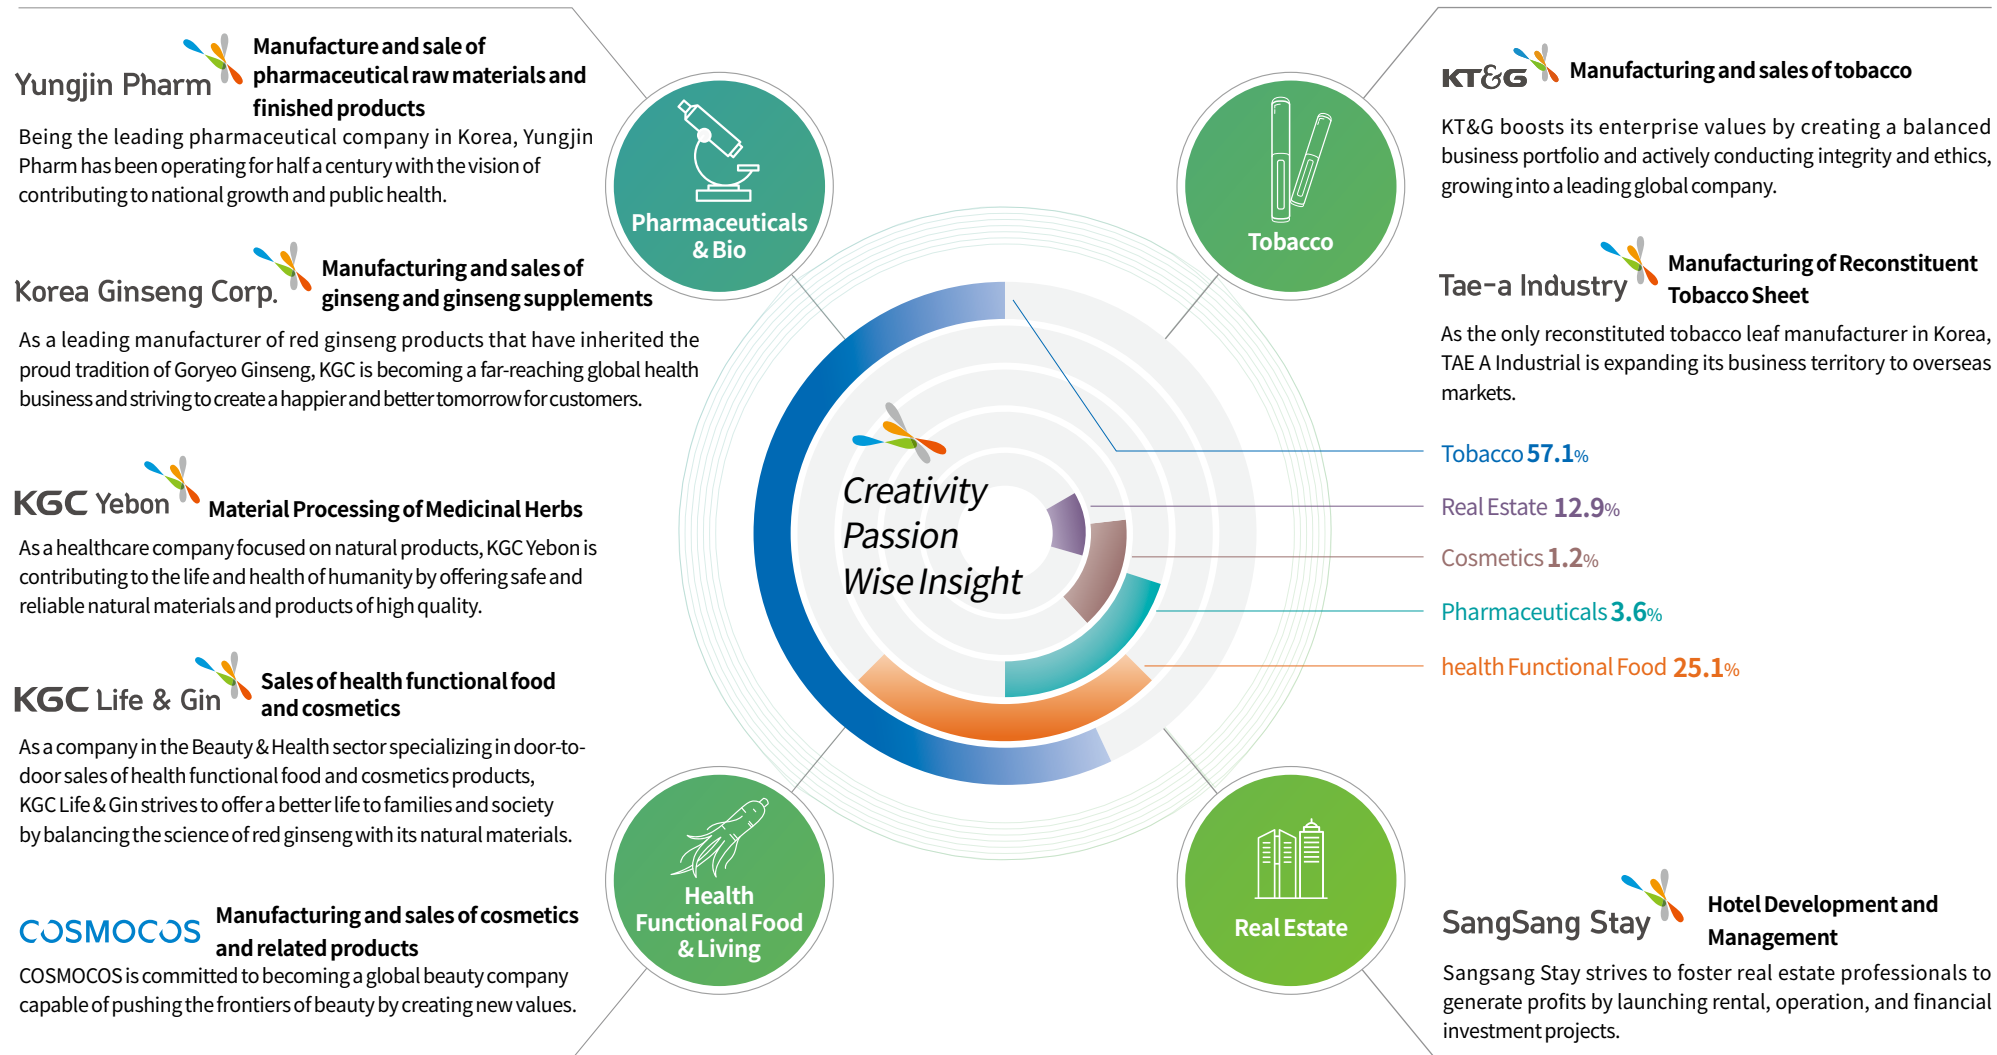 Yungjin Pharm
Manufacture and sale of
pharmaceutical raw materials and
finished products
Being the leading pharmaceutical company in Korea, Yungjin
Pharm has been operating for half a century with the vision of
contributing to national growth and public health.
Korea Ginseng Corp.
Manufacturing and sales of
ginseng and ginseng supplements
As a leading manufacturer of red ginseng products that have inherited the
proud tradition of Goryeo Ginseng, KGC is becoming a far-reaching global health
business and striving to create a happier and better tomorrow for customers.
KGC Yebon
Material Processing of Medicinal Herbs
As a healthcare company focused on natural products, KGC Yebon is
contributing to the life and health of humanity by offering safe and
reliable natural materials and products of high quality.
KGC Life & Gin
Sales of health functional food
and cosmetics
As a company in the Beauty & Health sector specializing in door-to-
door sales of health functional food and cosmetics products,
KGC Life & Gin strives to offer a better life to families and society
by balancing the science of red ginseng with its natural materials.
COSMOCOS
Manufacturing and sales of cosmetics
and related products
COSMOCOS is committed to becoming a global beauty company
capable of pushing the frontiers of beauty by creating new values.
Pharmaceuticals
& Bio
Tobacco
Creativity
Passion
Wise Insight
Health
Functional Food
& Living
Real Estate
KT&G
Manufacturing and sales of tobacco
KT&G boosts its enterprise values by creating a balanced
business portfolio and actively conducting integrity and ethics,
growing into a leading global company.
Tae-a Industry
Manufacturing of Reconstituent
Tobacco Sheet
As the only reconstituted tobacco leaf manufacturer in Korea,
TAE A Industrial is expanding its business territory to overseas
markets.
Tobacco 57.1%
Real Estate 12.9%
Cosmetics 1.2%
Pharmaceuticals 3.6%
health Functional Food 25.1%
SangSang Stay
Hotel Development and
Management
Sangsang Stay strives to foster real estate professionals to
generate profits by launching rental, operation, and financial
investment projects.